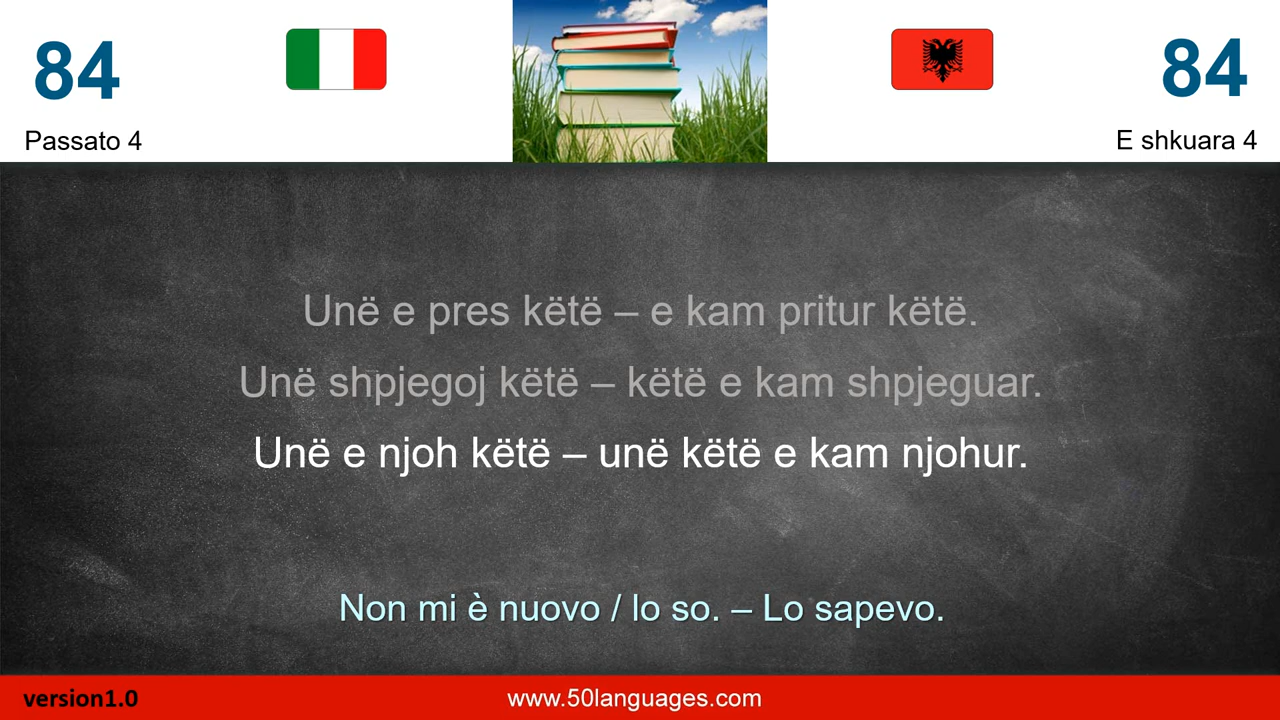 84
84
Passato 4
E shkuara 4
Unë e pres këtë – e kam pritur këtë.
Unë shpjegoj këtë – këtë e kam shpjeguar.
Unë e njoh këtë – unë këtë e kam njohur.
Non mi è nuovo / lo so. – Lo sapevo.
version1.0
www.50languages.com